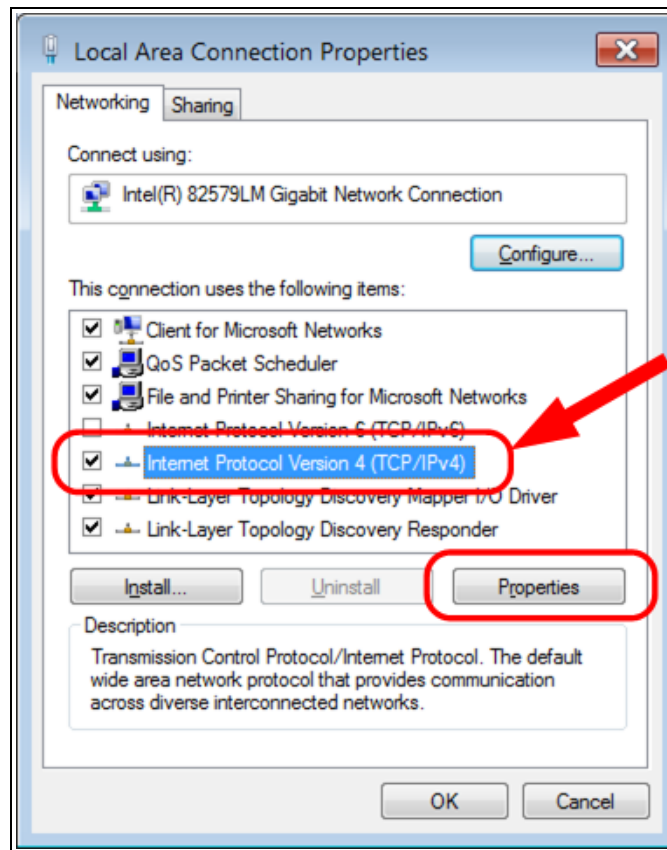 Local Area Connection Properties
Networking
Sharing
Connect using:
Intel(R) 82579LM Gigabit Network Connection
Configure...
This connection uses the following items:
Client for Microsoft Networks
QoS Packet Scheduler
File and Printer Sharing for Microsoft Networks
Internet Protocol Version 6 (TCP/IPv6)
Internet Protocol Version 4 (TCP/IPv4)
Link-Layer Topology Discovery Mapper I/O Driver
Link-Layer Topology Discovery Responder
Install...
Uninstall
Properties
Description
Transmission Control Protocol/Internet Protocol. The default
wide area network protocol that provides communication
across diverse interconnected networks.
OK
Cancel